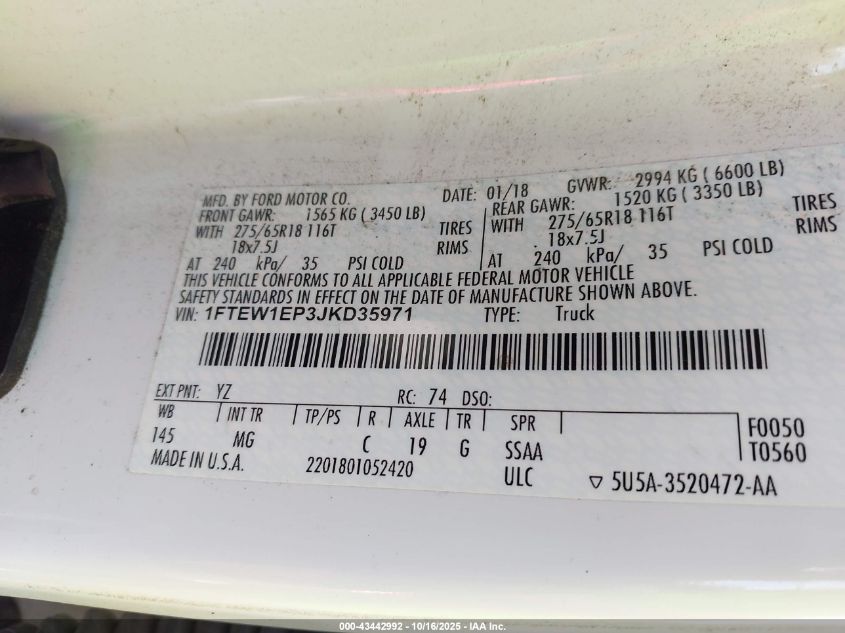 MFD. BY FORD MOTOR CO. DATE: 01/18 GVWR: 2994 KG ( 6600 LB)
FRONT GAWR: 1565 KG ( 3450 LB) REAR GAWR: 1520 KG ( 3350 LB)
WITH 275/65R18 116T TIRES WITH 275/65R18 116T TIRES
18x7.5J RIMS 18x7.5J RIMS
AT 240 kPa/ 35 PSI COLD AT 240 kPa/ 35 PSI COLD
THIS VEHICLE CONFORMS TO ALL APPLICABLE FEDERAL MOTOR VEHICLE
SAFETY STANDARDS IN EFFECT ON THE DATE OF MANUFACTURE SHOWN ABOVE.
VIN: 1FTEW1EP3JKD35971 TYPE: Truck
EXT PNT: YZ RC: 74 DSO:
WB INT TR TP/PS R AXLE TR SPR F0050
145 MG C 19 G SSAA T0560
MADE IN U.S.A. 2201801052420 ULC ▽ 5U5A-3520472-AA
000-43442992 - 10/16/2025 - IAA Inc.